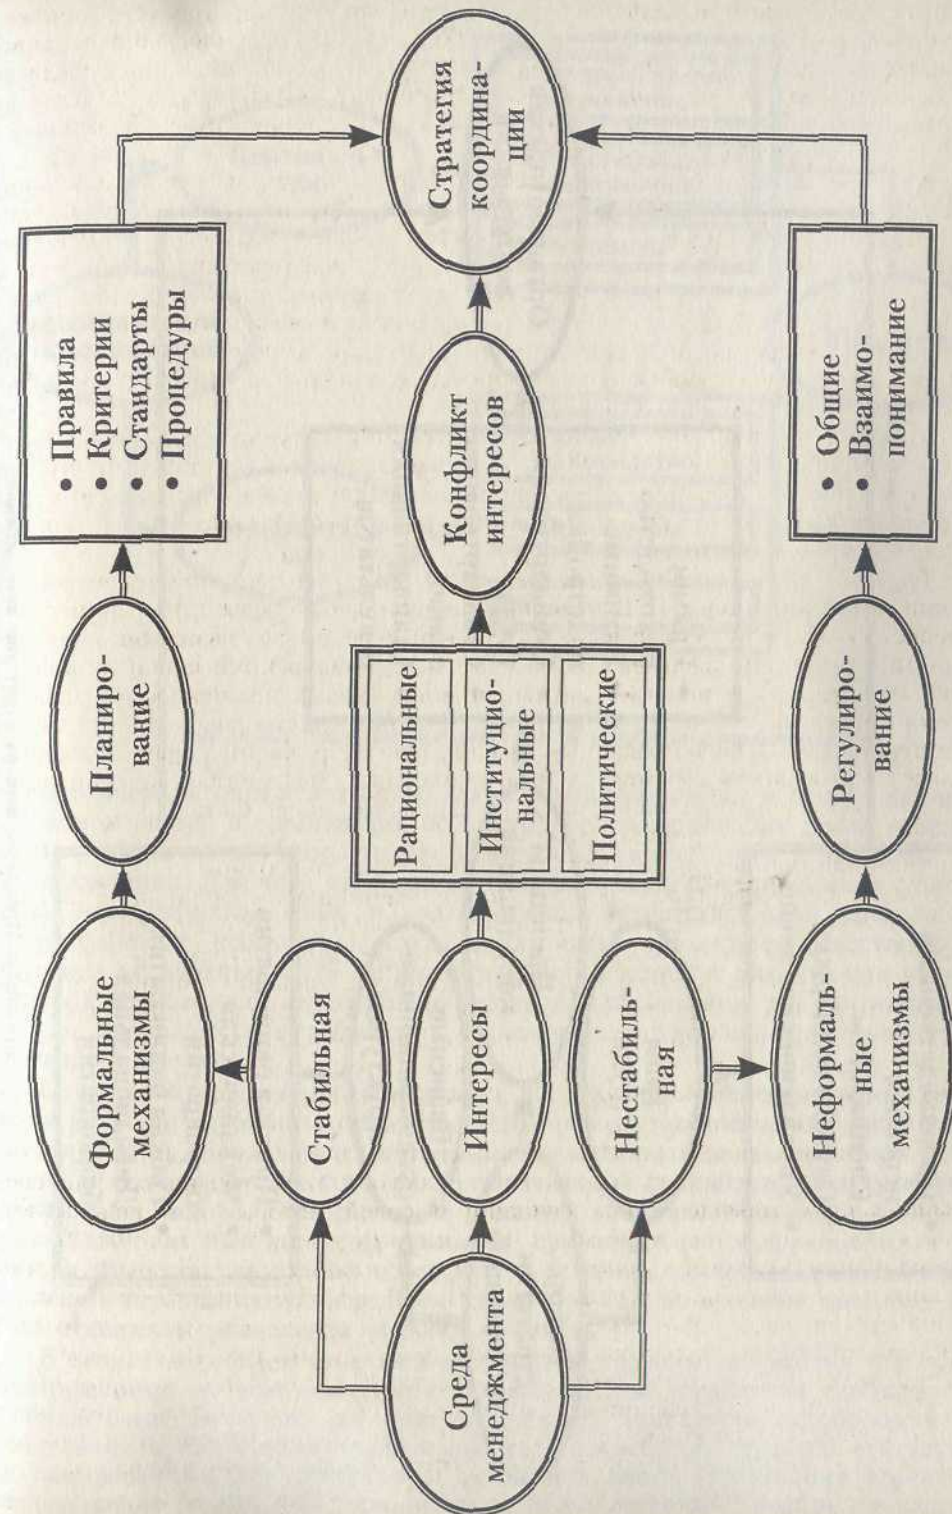 Среда
менеджмента
Формальные
механизмы
Стабильная
Интересы
Нестабиль-
ная
Неформаль-
ные
механизмы
Планиро-
вание
Рациональные
Институцио-
нальные
Политические
Регулиро-
вание
• Правила
• Критерии
• Стандарты
• Процедуры
Конфликт
интересов
• Общие
• Взаимо-
понимание
Стратегия
координа-
ции